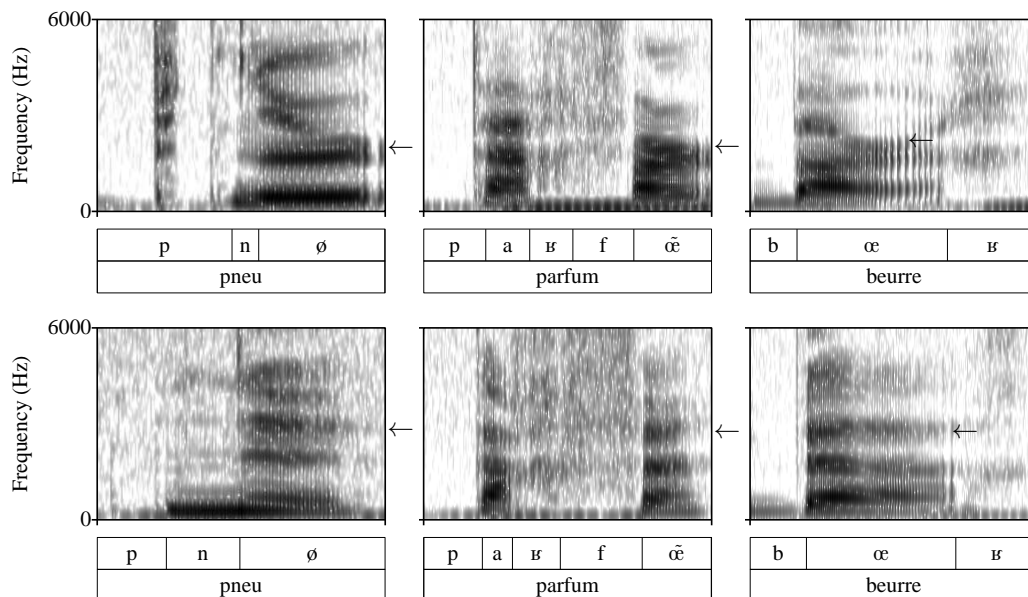 6000
Frequency (Hz)
0
p n ø p a ʁ f œ̃ b œ ʁ
pneu parfum beurre
6000
Frequency (Hz)
0
p n ø p a ʁ f œ̃ b œ ʁ
pneu parfum beurre